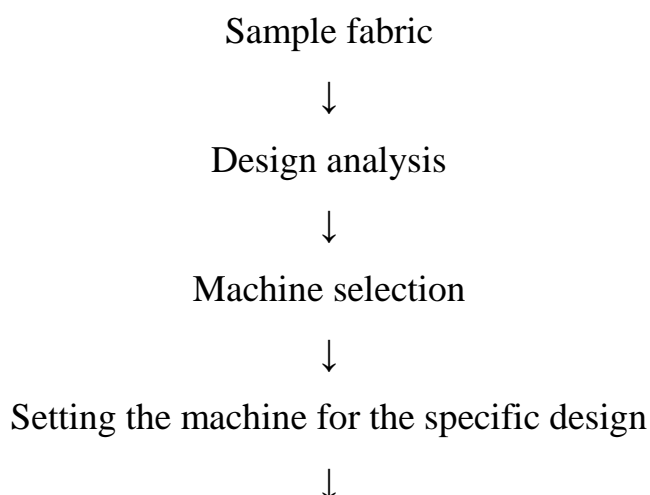 Sample fabric
↓
Design analysis
↓
Machine selection
↓
Setting the machine for the specific design
↓